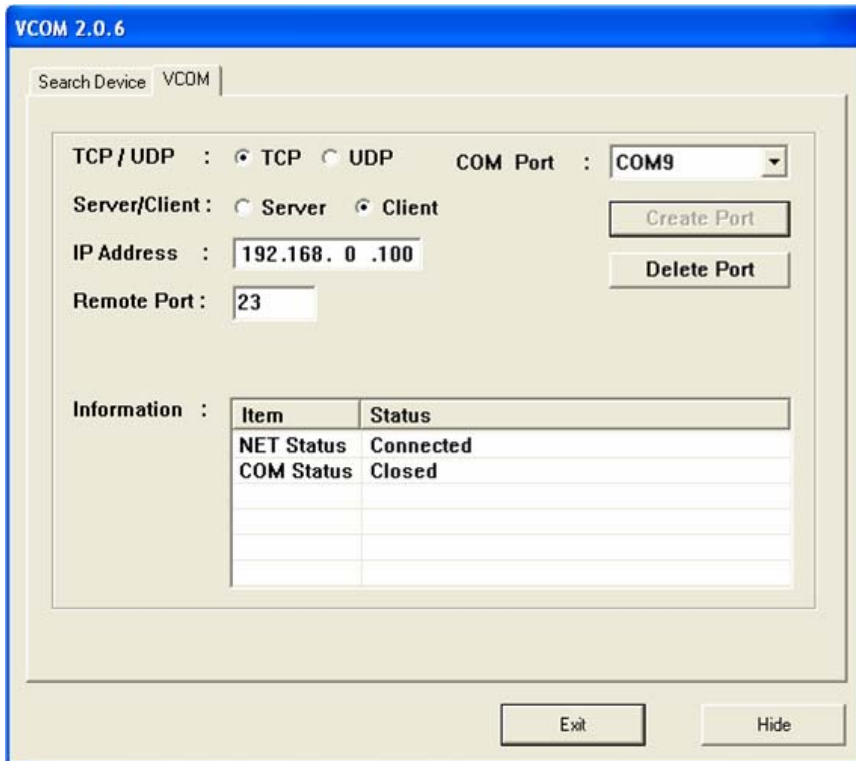 VCOM 2.0.6
Search Device VCOM
TCP / UDP : TCP UDP COM Port : COM9
Server/Client : Server Client Create Port
IP Address : 192.168. 0 .100 Delete Port
Remote Port : 23
Information : Item Status
NET Status Connected
COM Status Closed
Exit Hide